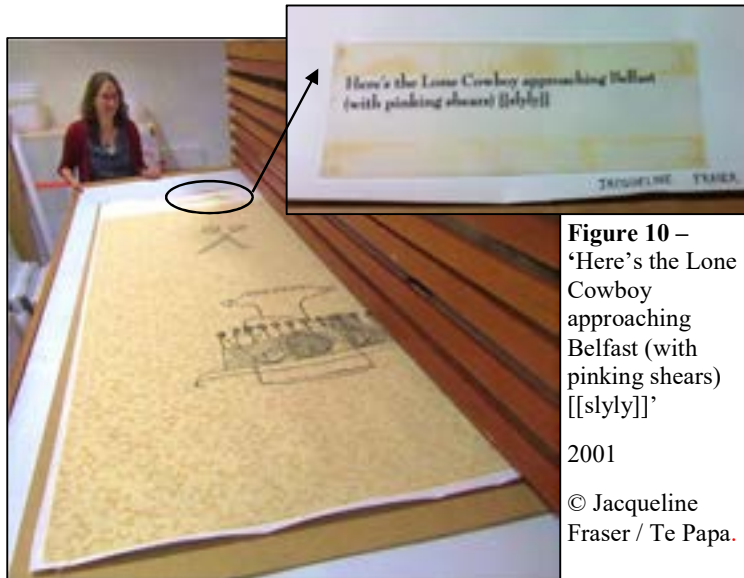 Here's the Lone Cowboy approaching Belfast
(with pinking shears) [[slyly]]
JACQUELINE FRASER
Figure 10 –
‘Here’s the Lone
Cowboy
approaching
Belfast (with
pinking shears)
[[slyly]]’
2001
© Jacqueline
Fraser / Te Papa.